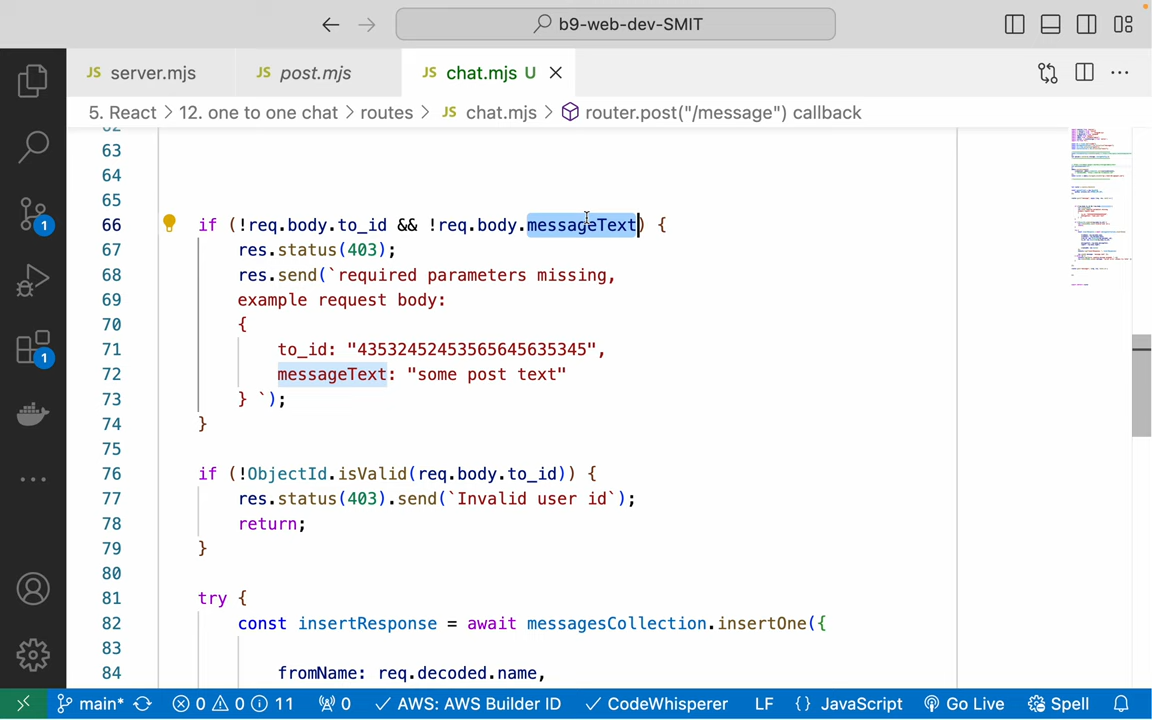 b9-web-dev-SMIT
JS server.mjs JS post.mjs JS chat.mjs U
5. React > 12. one to one chat > routes > JS chat.mjs > router.post("/message") callback
62
63
64
65
66 if (!req.body.to_id && !req.body.messageText) {
67 res.status(403);
68 res.send(`required parameters missing,
69 example request body:
70 {
71 to_id: "43532452453565645635345",
72 messageText: "some post text"
73 } `);
74 }
75
76 if (!ObjectId.isValid(req.body.to_id)) {
77 res.status(403).send(`Invalid user id`);
78 return;
79 }
80
81 try {
82 const insertResponse = await messagesCollection.insertOne({
83
84 fromName: req.decoded.name,
1
1
main* 0 0 11 0 AWS: AWS Builder ID CodeWhisperer LF {} JavaScript Go Live Spell